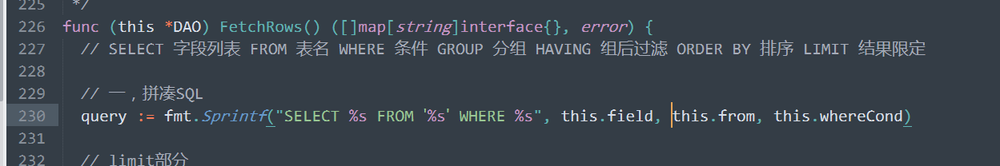 225
*/
226 func (this *DAO) FetchRows() ([]map[string]interface{}, error) {
227 // SELECT 字段列表 FROM 表名 WHERE 条件 GROUP 分组 HAVING 组后过滤 ORDER BY 排序 LIMIT 结果限定
228
229 // 一，拼凑SQL
230 query := fmt.Sprintf("SELECT %s FROM '%s' WHERE %s", this.field, this.from, this.whereCond)
231
232 // limit部分